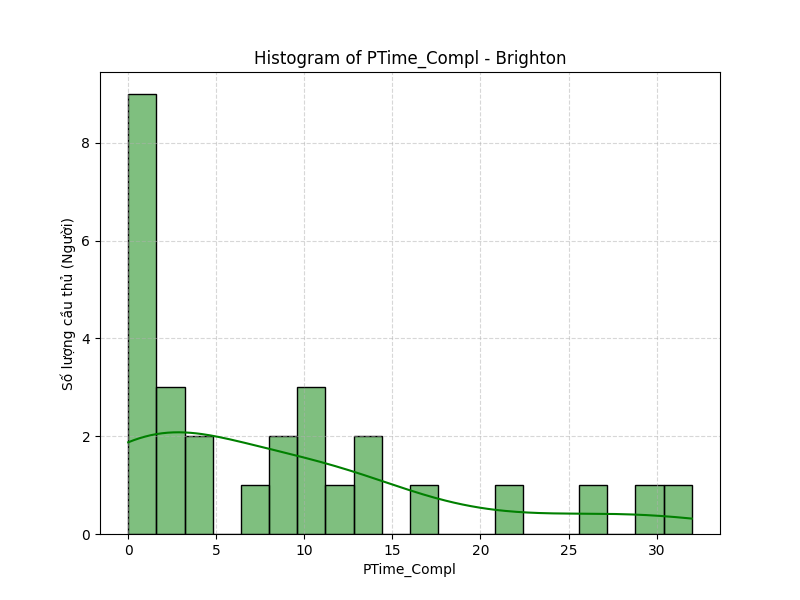 Histogram of PTime_Compl - Brighton
Số lượng cầu thủ (Người)
8
6
4
2
0
0 5 10 15 20 25 30
PTime_Compl